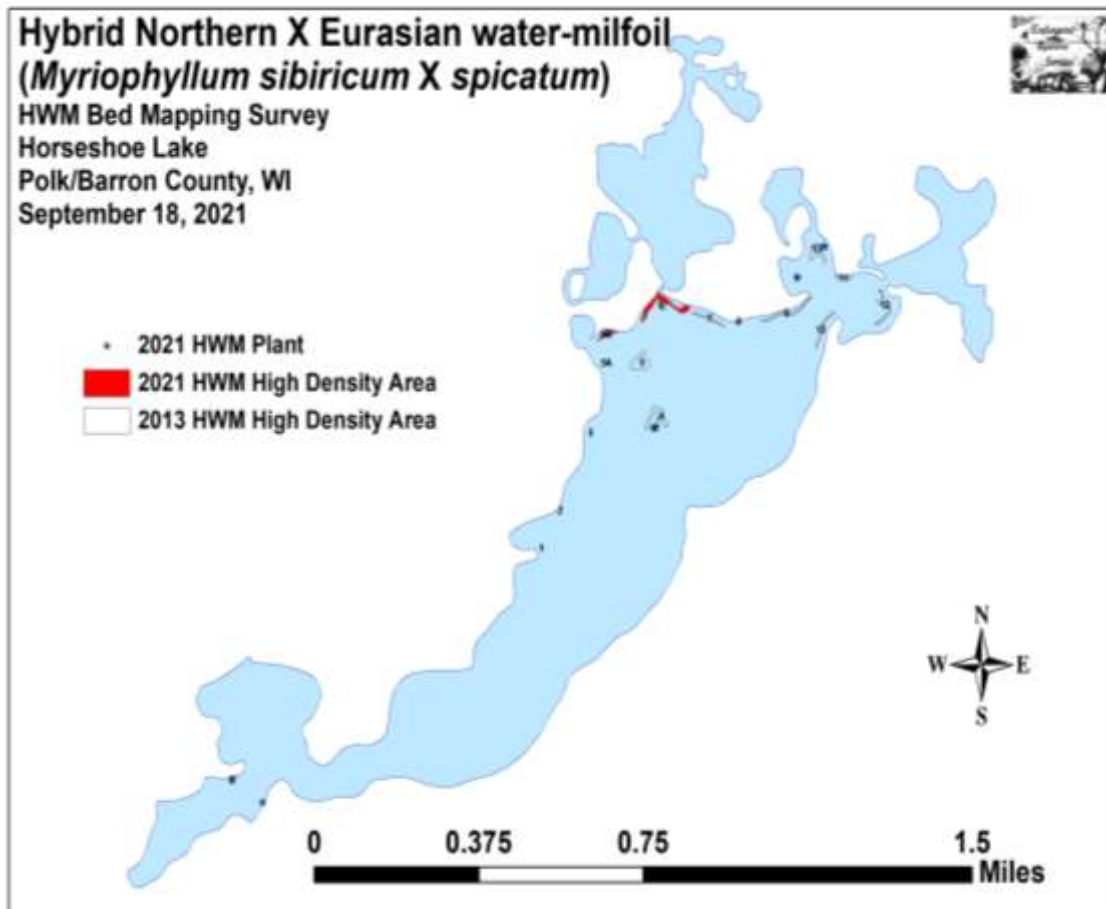 Hybrid Northern X Eurasian water-milfoil
(Myriophyllum sibiricum X spicatum)
HWM Bed Mapping Survey
Horseshoe Lake
Polk/Barron County, WI
September 18, 2021
2021 HWM Plant
2021 HWM High Density Area
2013 HWM High Density Area
N
W E
S
0 0.375 0.75 1.5
Miles